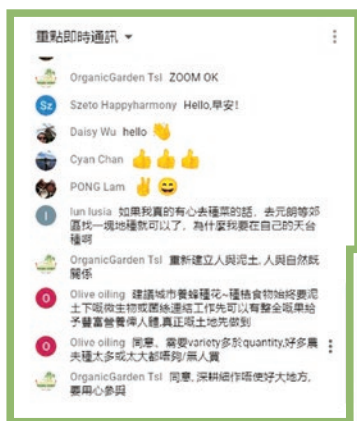 重點即時通訊
OrganicGarden Tsl ZOOM OK
Sz Szeto Happyharmony Hello,早安!
Daisy Wu hello 👋
Cyan Chan 👍👍👍
PONG Lam ✌😄
I lun lusia 如果我真的有心去種菜的話，去元朗等郊
區找一塊地種就可以了，為什麼我要在自己的天台
種啊
OrganicGarden Tsl 重新建立人與泥土,人與自然既
關係
O Olive oiling 建議城市養蜂種花~種植食物始終要泥
土下既微生物或菌絲連結工作先可以有整全既果給
予豐富營養俾人體,真正既土地先做到
O Olive oiling 同意、需要variety多於quantity,好多農
夫種太多或太大都唔夠/無人買
OrganicGarden Tsl 同意, 深耕細作唔使好大地方,
要用心參與